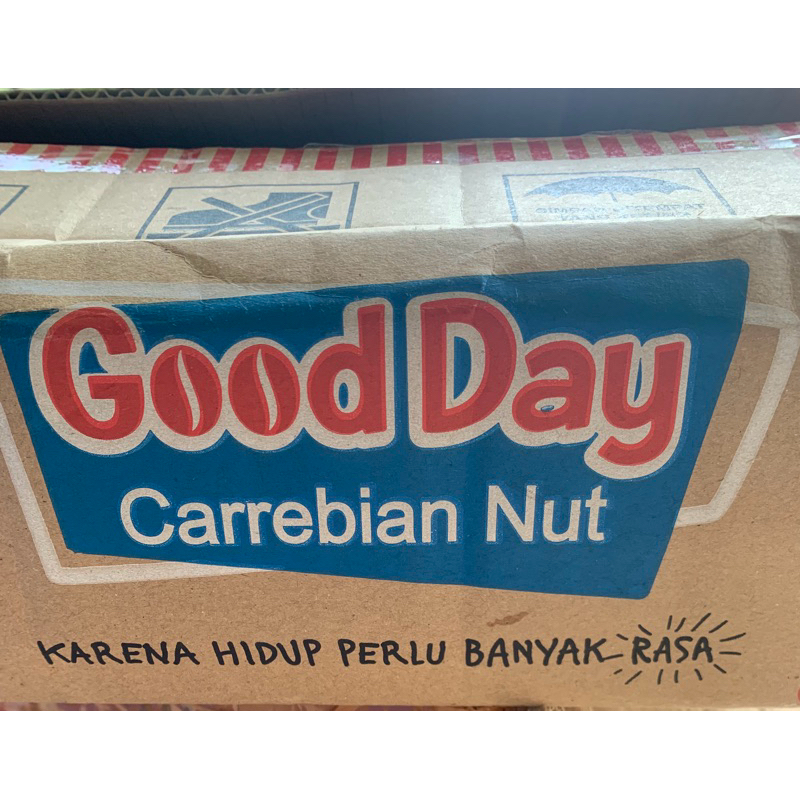 Good Day
Carrebian Nut
KARENA HIDUP PERLU BANYAK RASA